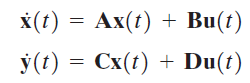 ẋ(t) = Ax(t) + Bu(t)
ẏ(t) = Cx(t) + Du(t)